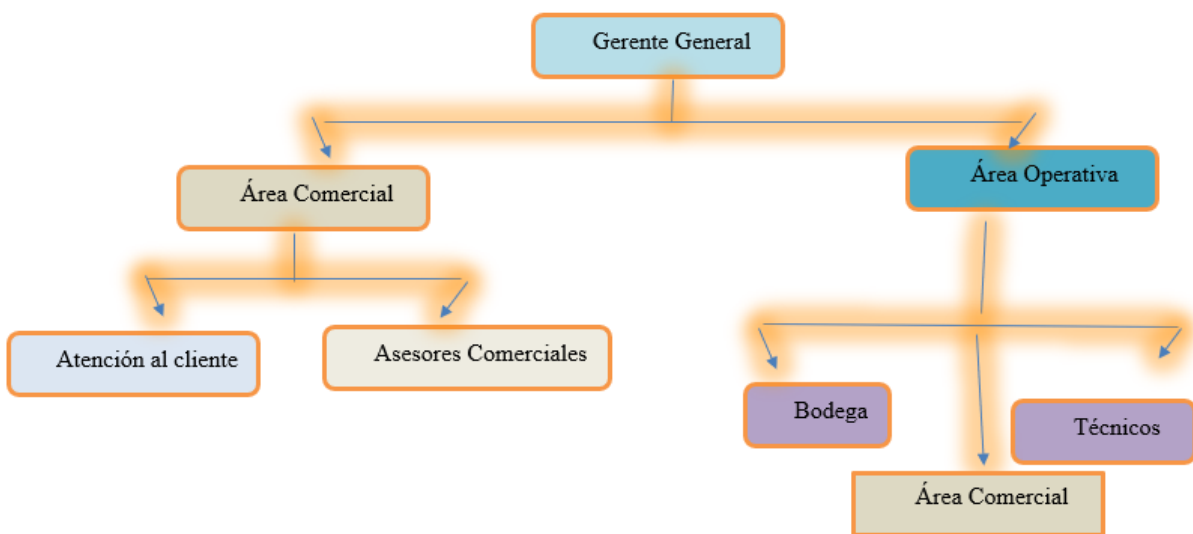 Gerente General
Área Comercial
Área Operativa
Atención al cliente
Asesores Comerciales
Bodega
Técnicos
Área Comercial